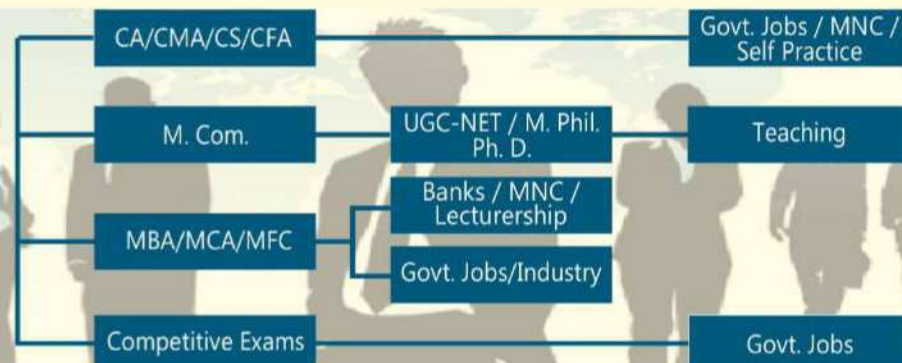 CA/CMA/CS/CFA
Govt. Jobs / MNC /
Self Practice
M. Com.
UGC-NET / M. Phil.
Ph. D.
Teaching
MBA/MCA/MFC
Banks / MNC /
Lecturership
Govt. Jobs/Industry
Competitive Exams
Govt. Jobs